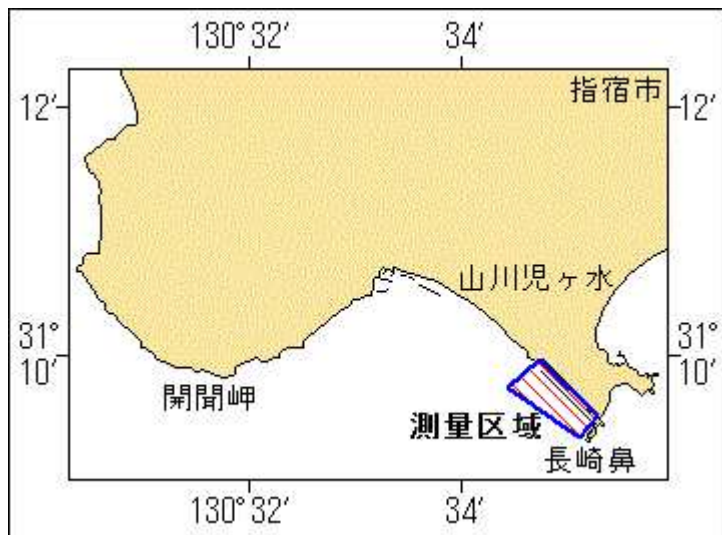 130°32′ 34′
指宿市
12′ 12′
山川児ヶ水
31° 31°
10′ 10′
開聞岬
測量区域
長崎鼻
130°32′ 34′